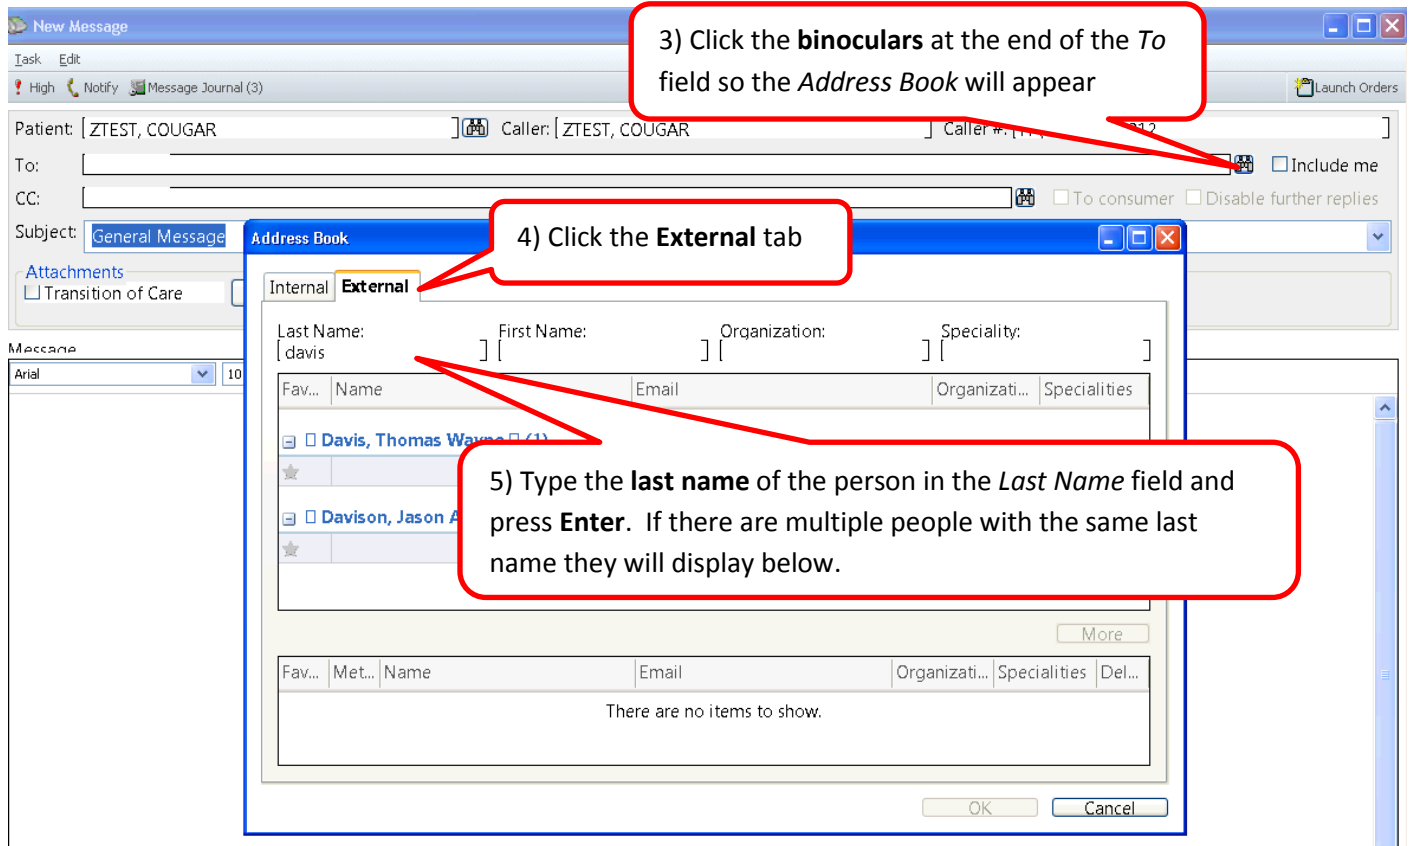 New Message
3) Click the binoculars at the end of the To
field so the Address Book will appear
Task Edit
High Notify Message Journal (3) Launch Orders
Patient: ZTEST, COUGAR Caller: ZTEST, COUGAR Caller #:
To: Include me
CC: To consumer Disable further replies
Subject: General Message
Address Book
4) Click the External tab
Attachments
Transition of Care
Internal External
Last Name: First Name: Organization: Speciality:
davis
Message
Arial 10
Fav... Name Email Organizati... Specialities
Davis, Thomas Wayne (1)
Davison, Jason A
5) Type the last name of the person in the Last Name field and
press Enter. If there are multiple people with the same last
name they will display below.
More
Fav... Met... Name Email Organizati... Specialities Del...
There are no items to show.
OK Cancel